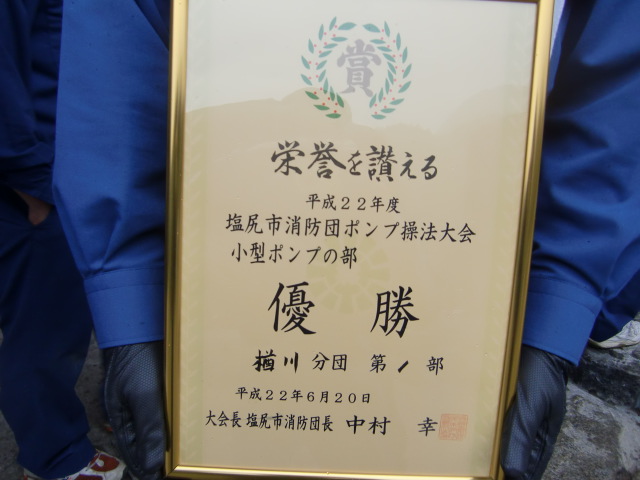 賞
栄誉を讃える
平成22年度
塩尻市消防団ポンプ操法大会
小型ポンプの部
優勝
楢川分団 第1部
平成22年6月20日
大会長 塩尻市消防団長 中村 幸